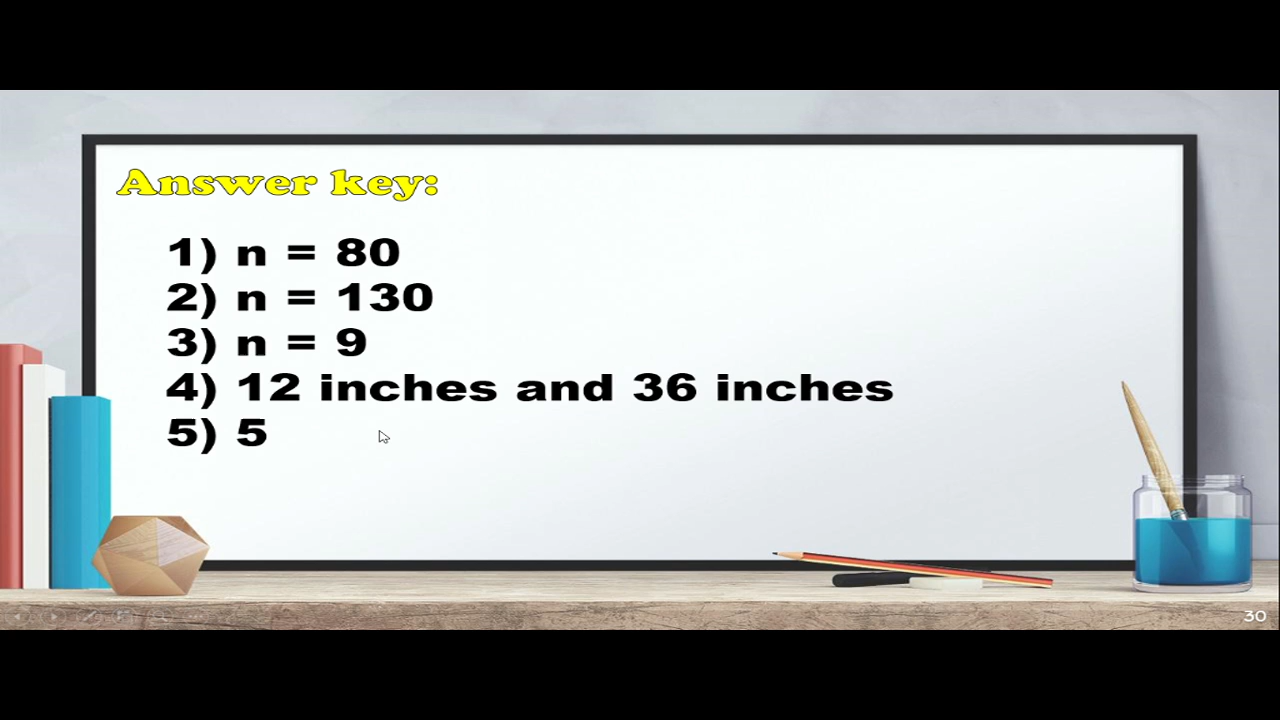 Answer key:
1) n = 80
2) n = 130
3) n = 9
4) 12 inches and 36 inches
5) 5
30